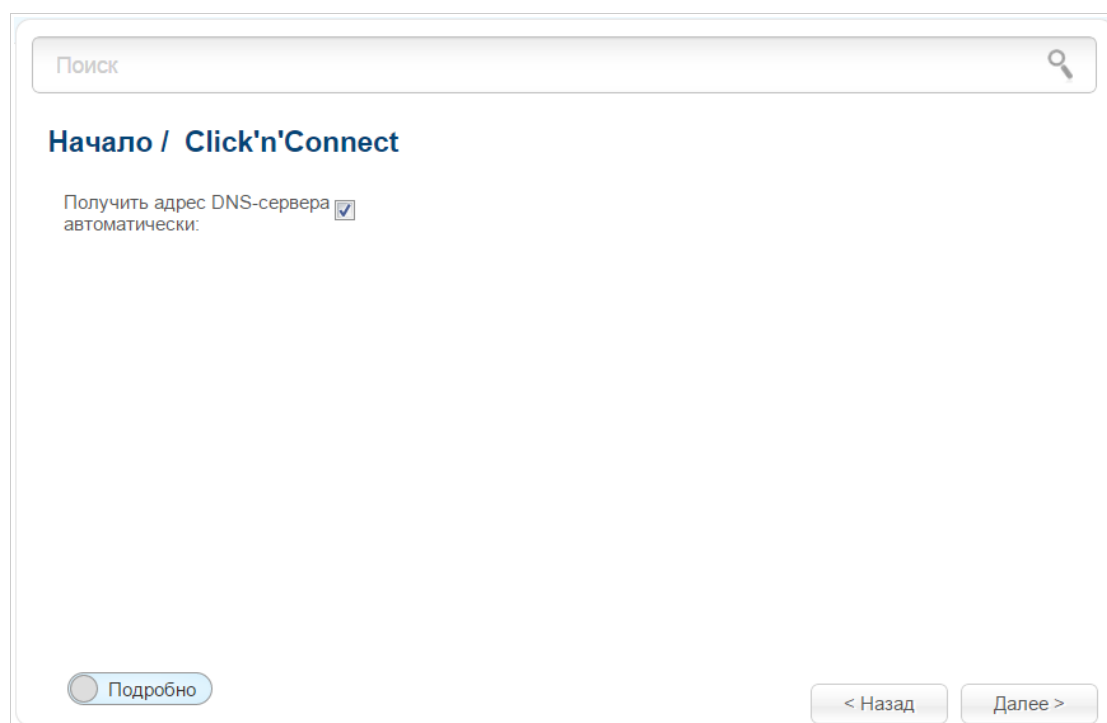 Поиск
Начало / Click'n'Connect
Получить адрес DNS-сервера
автоматически:
Подробно
< Назад
Далее >